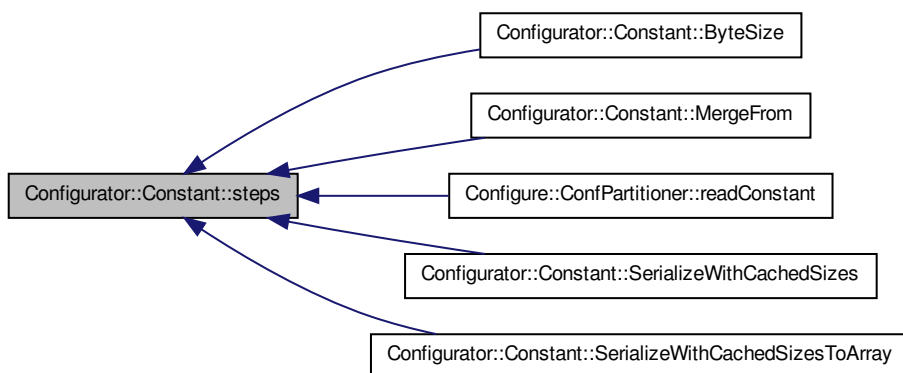 Configurator::Constant::ByteSize
Configurator::Constant::MergeFrom
Configurator::Constant::steps
Configure::ConfPartitioner::readConstant
Configurator::Constant::SerializeWithCachedSizes
Configurator::Constant::SerializeWithCachedSizesToArray